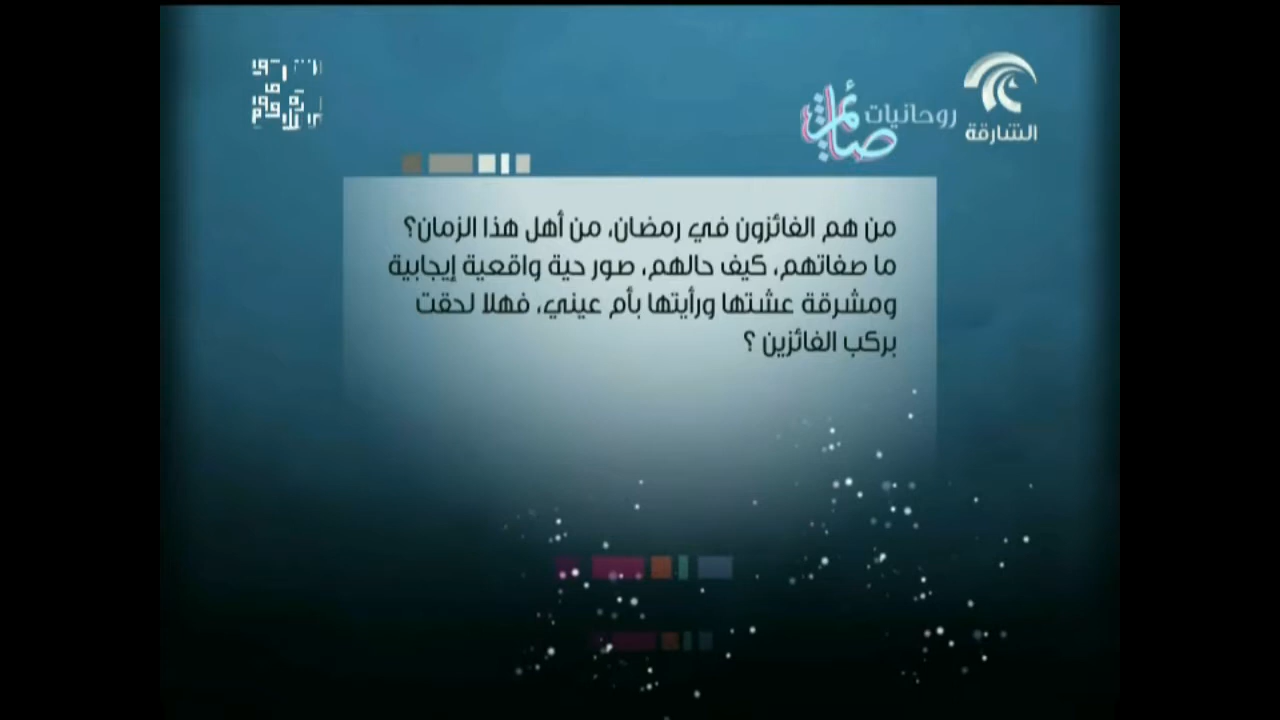 روحانيات
صائم
الشارقة
من هم الفائزون في رمضان، من أهل هذا الزمان؟
ما صفاتهم، كيف حالهم، صور حية واقعية إيجابية
ومشرقة عشتها ورأيتها بأم عيني، فهلا لحقت
بركب الفائزين ؟